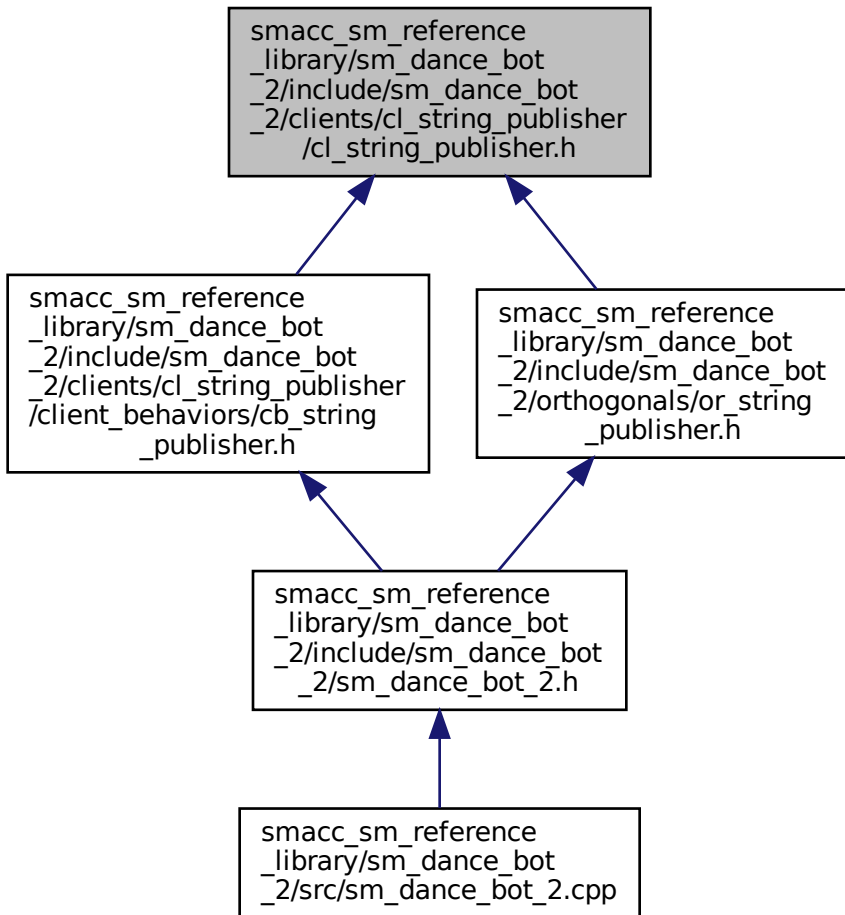 smacc_sm_reference
_library/sm_dance_bot
_2/include/sm_dance_bot
_2/clients/cl_string_publisher
/cl_string_publisher.h
smacc_sm_reference
_library/sm_dance_bot
_2/include/sm_dance_bot
_2/clients/cl_string_publisher
/client_behaviors/cb_string
_publisher.h
smacc_sm_reference
_library/sm_dance_bot
_2/include/sm_dance_bot
_2/orthogonals/or_string
_publisher.h
smacc_sm_reference
_library/sm_dance_bot
_2/include/sm_dance_bot
_2/sm_dance_bot_2.h
smacc_sm_reference
_library/sm_dance_bot
_2/src/sm_dance_bot_2.cpp